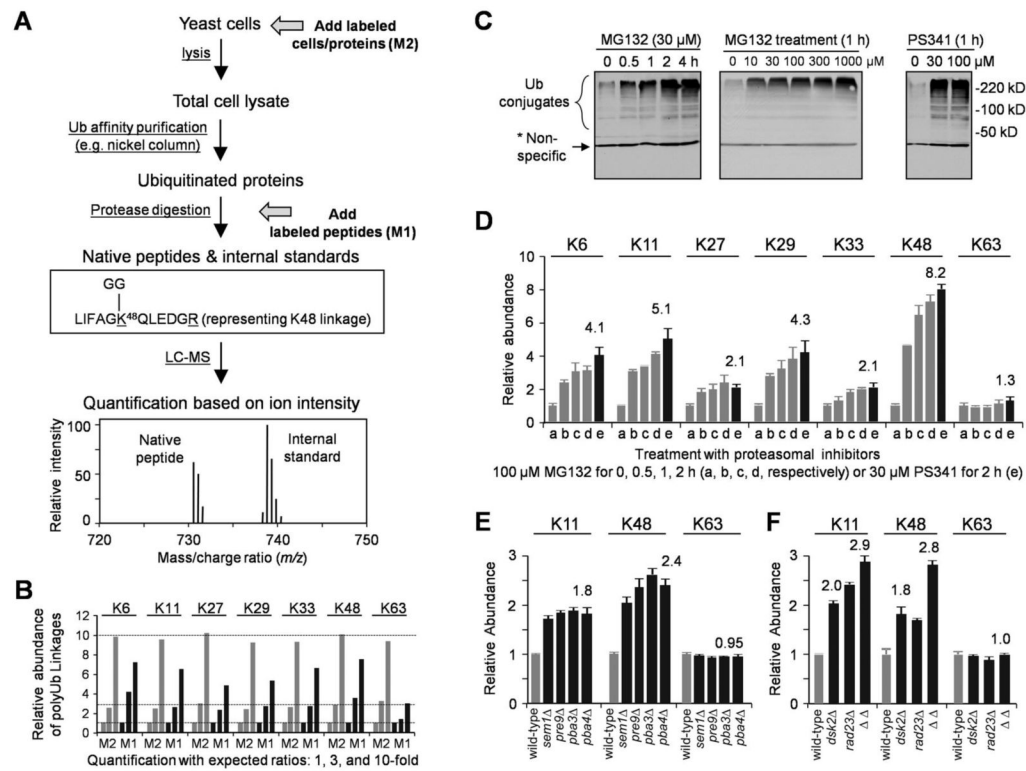 A
Yeast cells
Add labeled
cells/proteins (M2)
lysis
Total cell lysate
Ub affinity purification
(e.g. nickel column)
Ubiquitinated proteins
Protease digestion
Add
labeled peptides (M1)
Native peptides & internal standards
GG
LIFAGK⁴⁸QLEDGR (representing K48 linkage)
LC-MS
Quantification based on ion intensity
Relative intensity
100
75
50
25
0
Native
peptide
Internal
standard
720 730 740 750
Mass/charge ratio (m/z)
B
K6 K11 K27 K29 K33 K48 K63
Relative abundance
of polyUb Linkages
12
10
8
6
4
2
0
M2 M1 M2 M1 M2 M1 M2 M1 M2 M1 M2 M1 M2 M1
Quantification with expected ratios: 1, 3, and 10-fold
C
MG132 (30 µM)
0 0.5 1 2 4 h
MG132 treatment (1 h)
0 10 30 100 300 1000 µM
PS341 (1 h)
0 30 100 µM
Ub
conjugates
* Non-
specific
-220 kD
-100 kD
-50 kD
D
K6 K11 K27 K29 K33 K48 K63
Relative abundance
10
8
6
4
2
0
4.1 5.1 2.1 4.3 2.1 8.2 1.3
a b c d e a b c d e a b c d e a b c d e a b c d e a b c d e a b c d e
Treatment with proteasomal inhibitors
100 µM MG132 for 0, 0.5, 1, 2 h (a, b, c, d, respectively) or 30 µM PS341 for 2 h (e)
E
K11 K48 K63
Relative Abundance
3
2
1
0
1.8 2.4 0.95
wild-type sem1Δ pre9Δ pba3Δ pba4Δ wild-type sem1Δ pre9Δ pba3Δ pba4Δ wild-type sem1Δ pre9Δ pba3Δ pba4Δ
F
K11 K48 K63
Relative Abundance
3
2
1
0
2.0 2.9 1.8 2.8 1.0
wild-type dsk2Δ rad23Δ Δ Δ wild-type dsk2Δ rad23Δ Δ Δ wild-type dsk2Δ rad23Δ Δ Δ